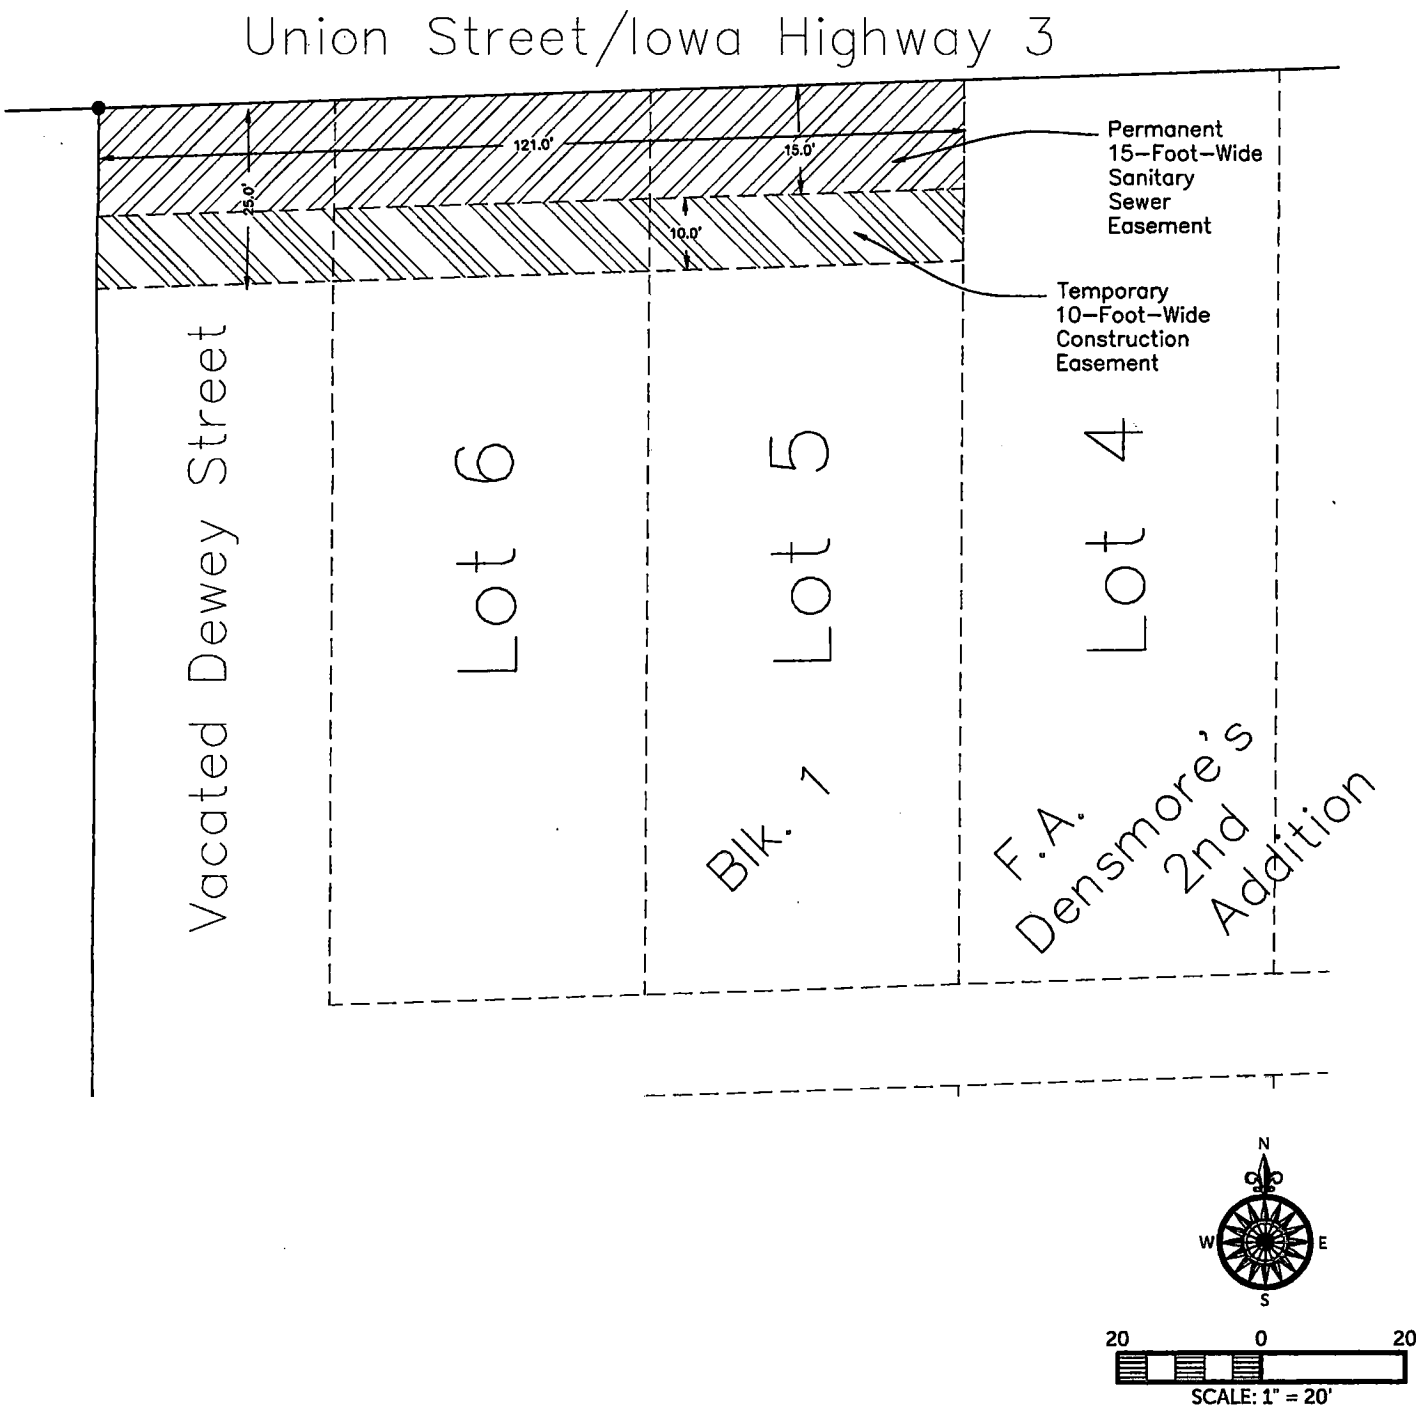 Union Street/Iowa Highway 3
121.0'
15.0'
25.0'
10.0'
Permanent
15-Foot-Wide
Sanitary
Sewer
Easement
Temporary
10-Foot-Wide
Construction
Easement
Vacated Dewey Street
Lot 6
Lot 5
Lot 4
Blk. 1
F.A.
Densmore's
2nd
Addition
N
W
E
S
20 0 20
SCALE: 1" = 20'